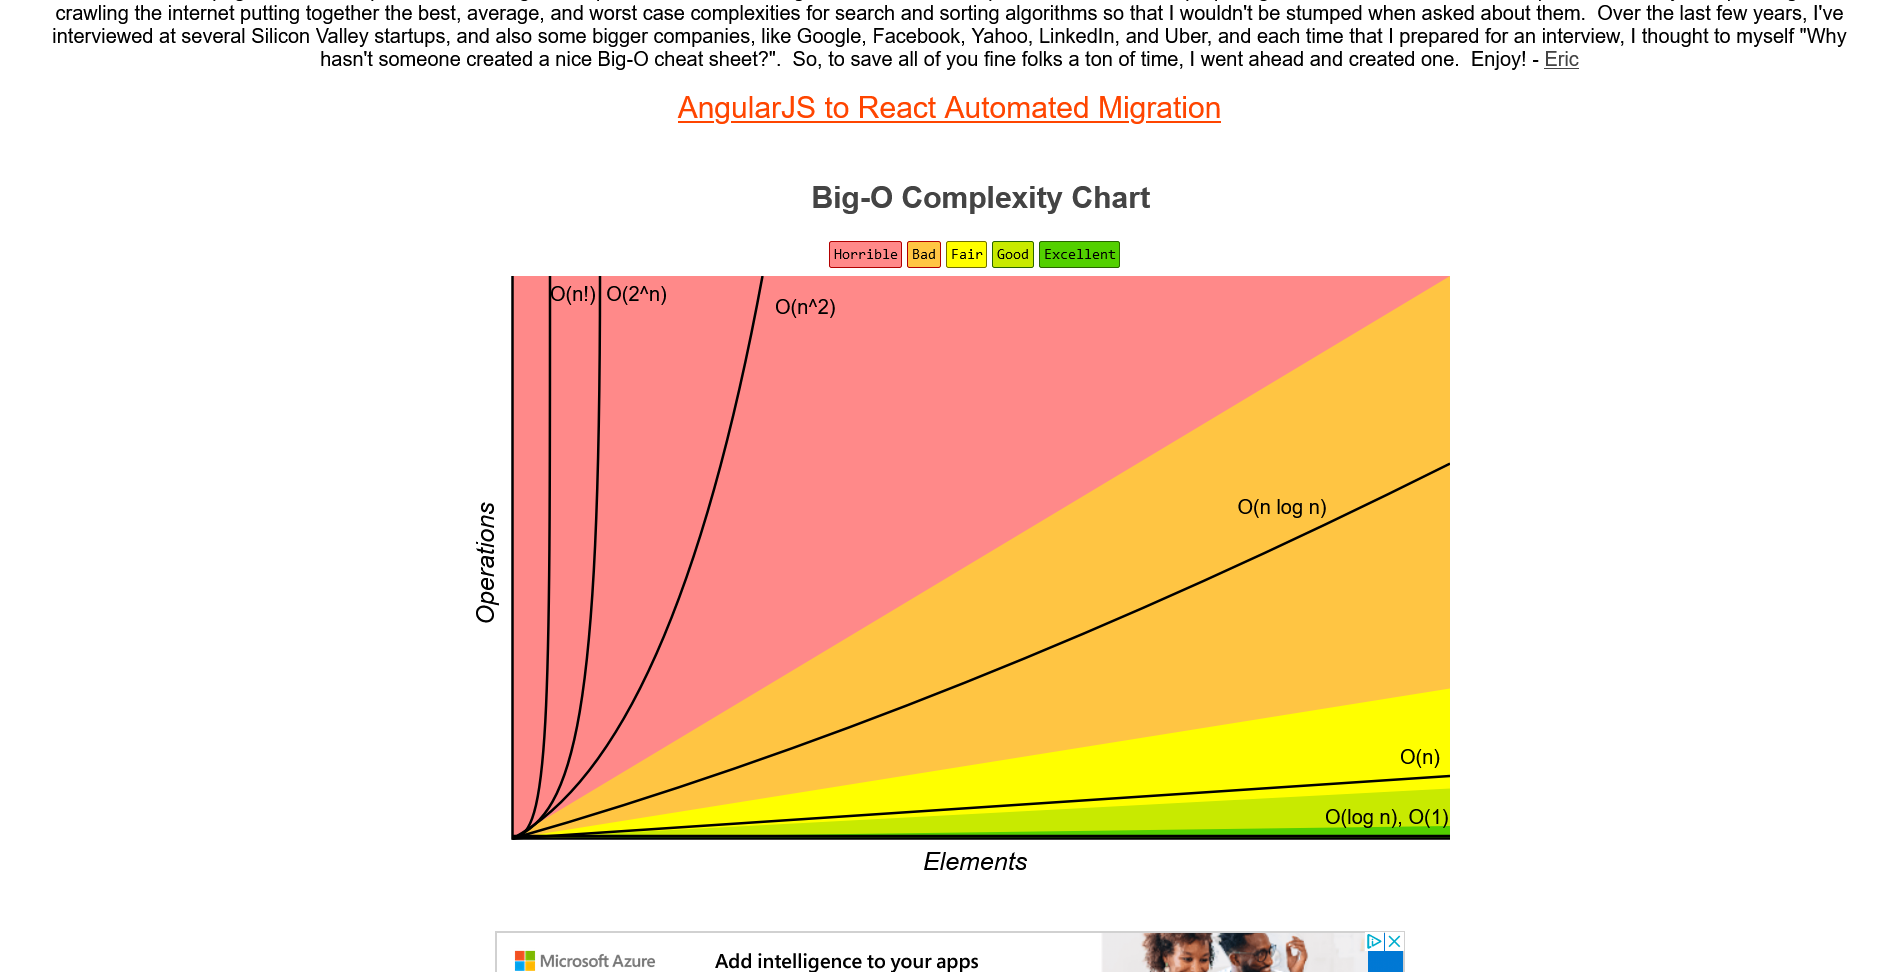 crawling the internet putting together the best, average, and worst case complexities for search and sorting algorithms so that I wouldn't be stumped when asked about them.  Over the last few years, I've
interviewed at several Silicon Valley startups, and also some bigger companies, like Google, Facebook, Yahoo, LinkedIn, and Uber, and each time that I prepared for an interview, I thought to myself "Why
hasn't someone created a nice Big-O cheat sheet?".  So, to save all of you fine folks a ton of time, I went ahead and created one.  Enjoy! - Eric
AngularJS to React Automated Migration
Big-O Complexity Chart
Horrible Bad Fair Good Excellent
O(n!) O(2^n)
O(n^2)
O(n log n)
Operations
O(n)
O(log n), O(1)
Elements
Microsoft Azure
Add intelligence to your apps